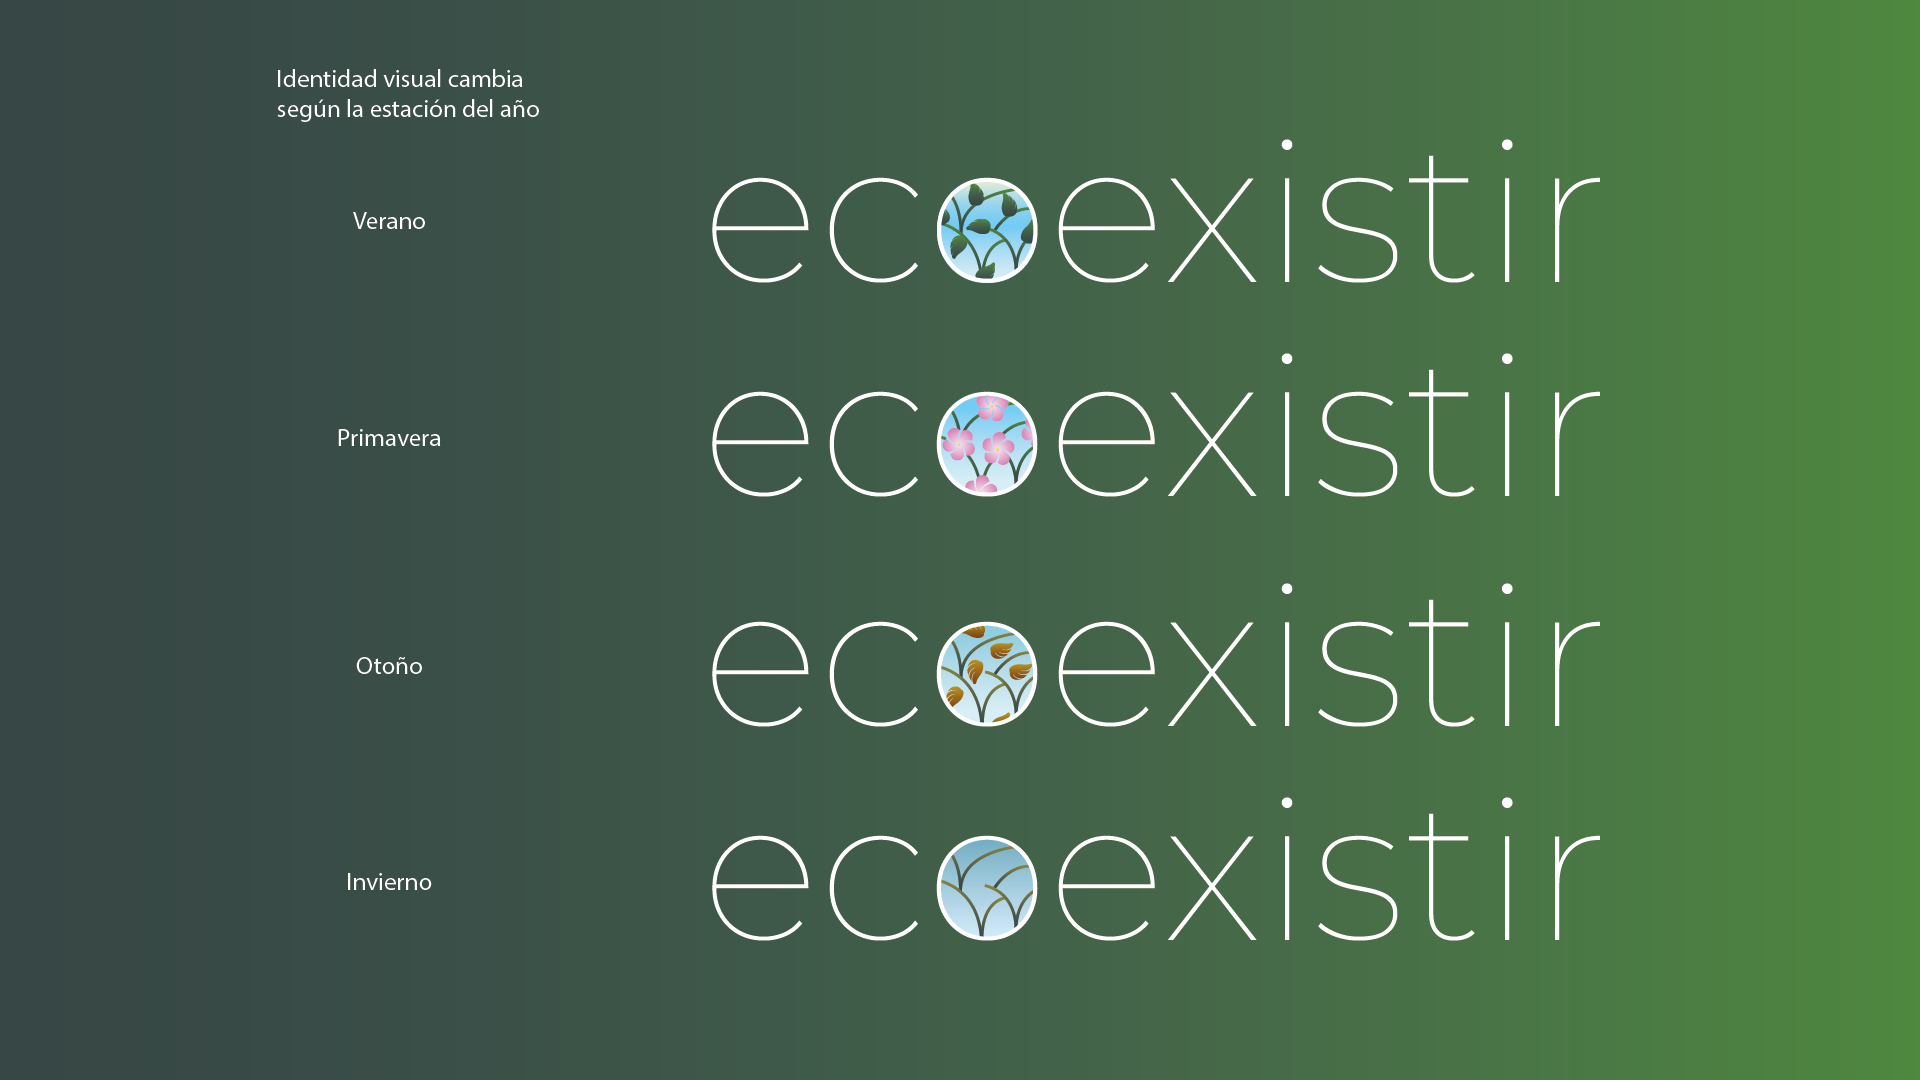 Identidad visual cambia
según la estación del año
Verano
ecoexistir
Primavera
ecoexistir
Otoño
ecoexistir
Invierno
ecoexistir